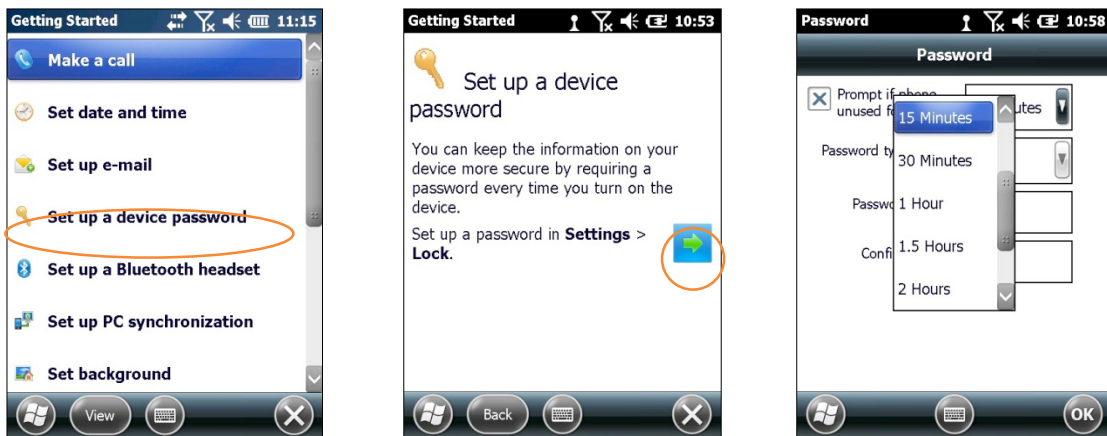 Getting Started 11:15
Make a call
Set date and time
Set up e-mail
Set up a device password
Set up a Bluetooth headset
Set up PC synchronization
Set background
View
Getting Started 10:53
Set up a device
password
You can keep the information on your
device more secure by requiring a
password every time you turn on the
device.
Set up a password in Settings >
Lock.
Back
Password 10:58
Password
Prompt if phone
unused f utes
15 Minutes
Password ty
30 Minutes
Passwo
1 Hour
Confi
1.5 Hours
2 Hours
OK